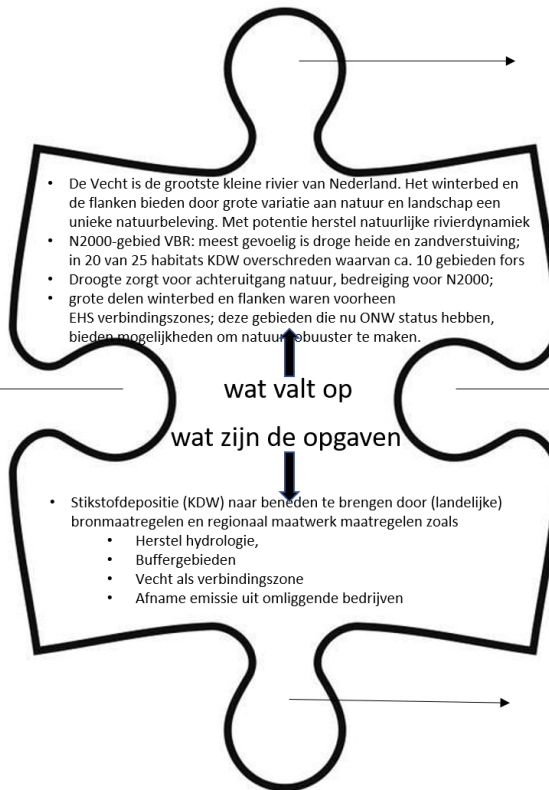 • De Vecht is de grootste kleine rivier van Nederland. Het winterbed en
de flanken bieden door grote variatie aan natuur en landschap een
unieke natuurbeleving. Met potentie herstel natuurlijke rivierdynamiek
• N2000-gebied VBR: meest gevoelig is droge heide en zandverstuiving;
in 20 van 25 habitats KDW overschreden waarvan ca. 10 gebieden fors
• Droogte zorgt voor achteruitgang natuur, bedreiging voor N2000;
• grote delen winterbed en flanken waren voorheen
EHS verbindingszones; deze gebieden die nu ONW status hebben,
bieden mogelijkheden om natuur obuuster te maken.
wat valt op
wat zijn de opgaven
• Stikstofdepositie (KDW) naar beneden te brengen door (landelijke)
bronmaatregelen en regionaal maatwerk maatregelen zoals
• Herstel hydrologie,
• Buffergebieden
• Vecht als verbindingszone
• Afname emissie uit omliggende bedrijven